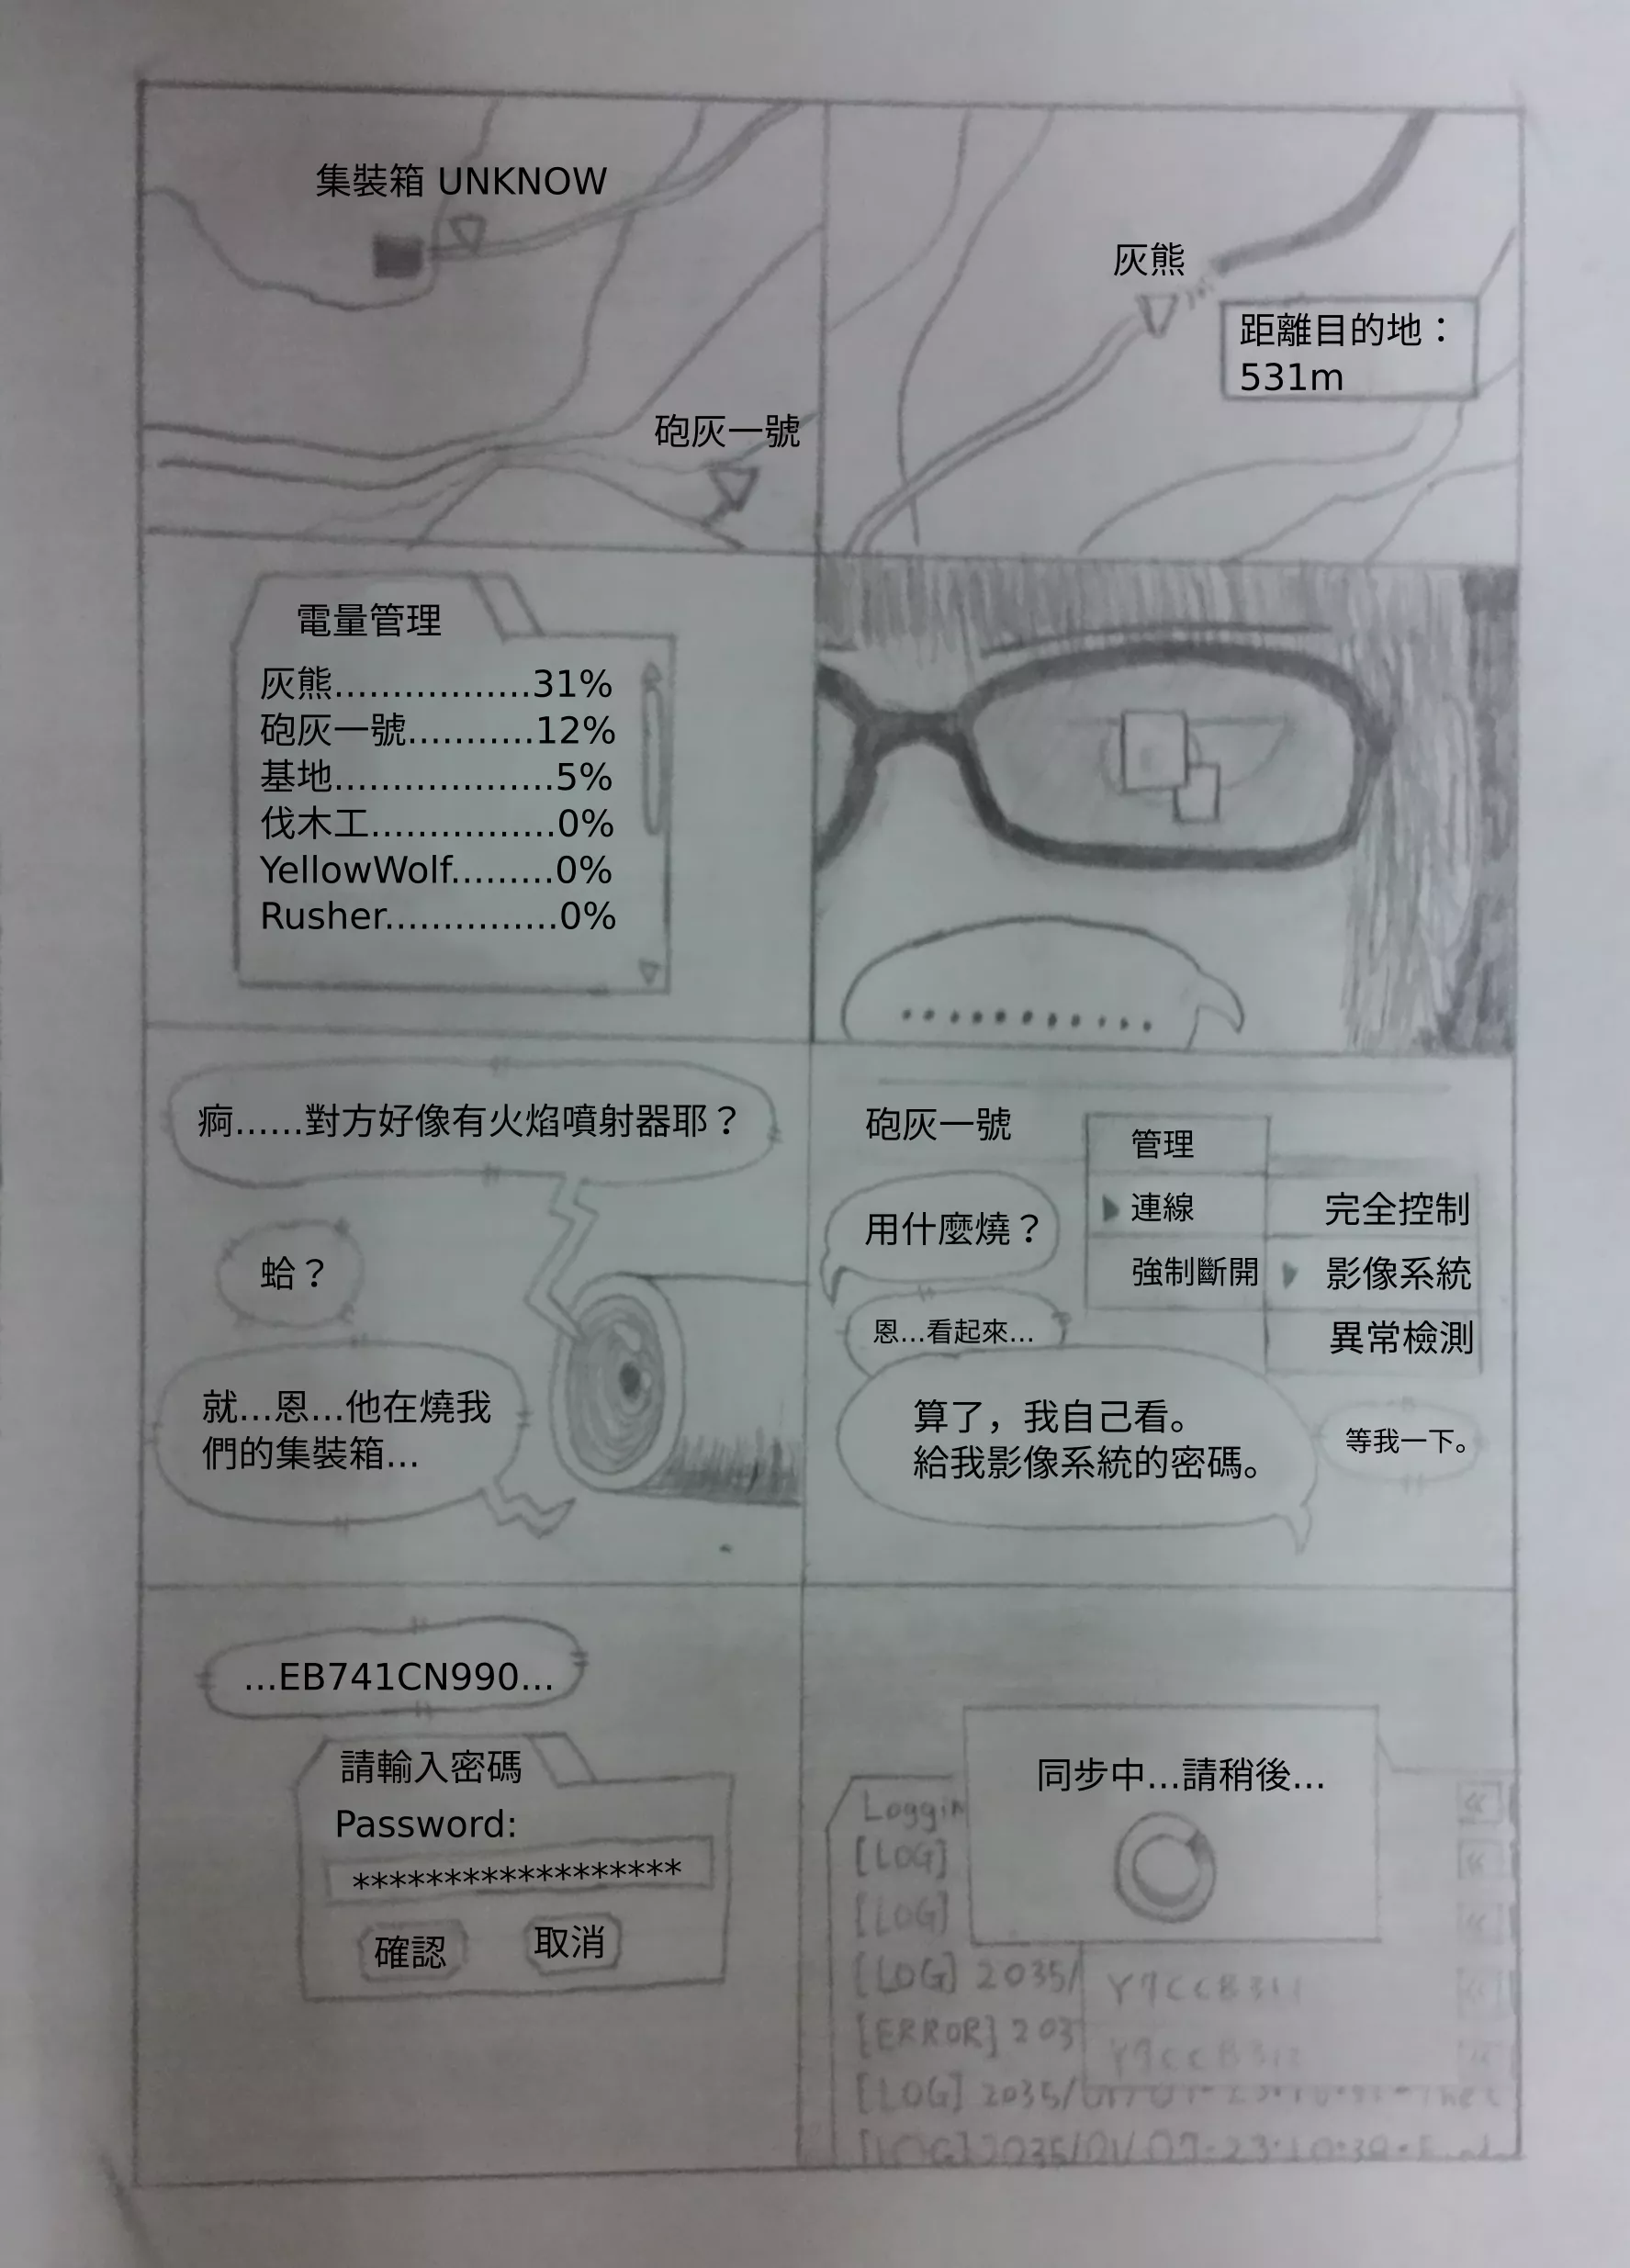 集裝箱 UNKNOW
砲灰一號
灰熊
距離目的地：
531m
電量管理
灰熊.................31%
砲灰一號...........12%
基地...................5%
伐木工................0%
YellowWolf.........0%
Rusher...............0%
...........
痾......對方好像有火焰噴射器耶？
蛤？
就...恩...他在燒我
們的集裝箱...
砲灰一號
管理
連線
強制斷開
完全控制
影像系統
異常檢測
用什麼燒？
恩...看起來...
算了，我自己看。
給我影像系統的密碼。
等我一下。
...EB741CN990...
請輸入密碼
Password:
******************
確認
取消
同步中...請稍後...
Loggin
[LOG]
[LOG]
[LOG] 2035/
[ERROR] 203
Y7CCB311
Y7CCB312
[LOG] 2035/
[LOG] 2035/01/07-23:10:38